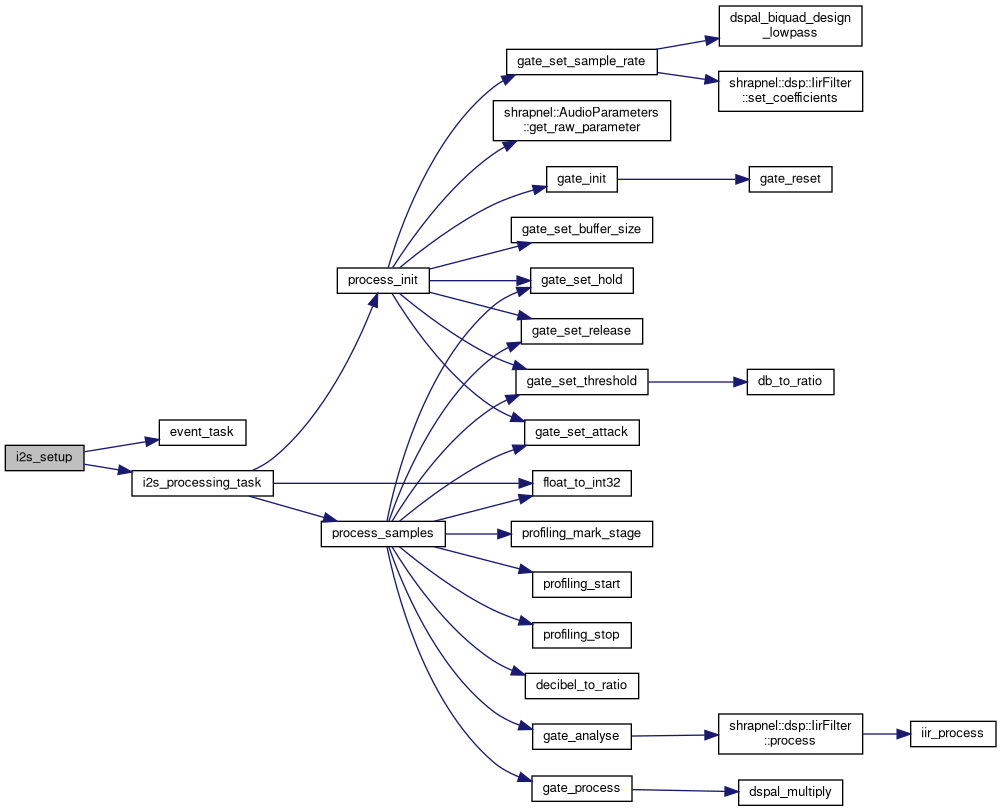 dspal_biquad_design
_lowpass
gate_set_sample_rate
shrapnel::dsp::IirFilter
::set_coefficients
shrapnel::AudioParameters
::get_raw_parameter
gate_init
gate_reset
gate_set_buffer_size
process_init
gate_set_hold
gate_set_release
gate_set_threshold
db_to_ratio
event_task
gate_set_attack
i2s_setup
i2s_processing_task
float_to_int32
process_samples
profiling_mark_stage
profiling_start
profiling_stop
decibel_to_ratio
gate_analyse
shrapnel::dsp::IirFilter
::process
iir_process
gate_process
dspal_multiply